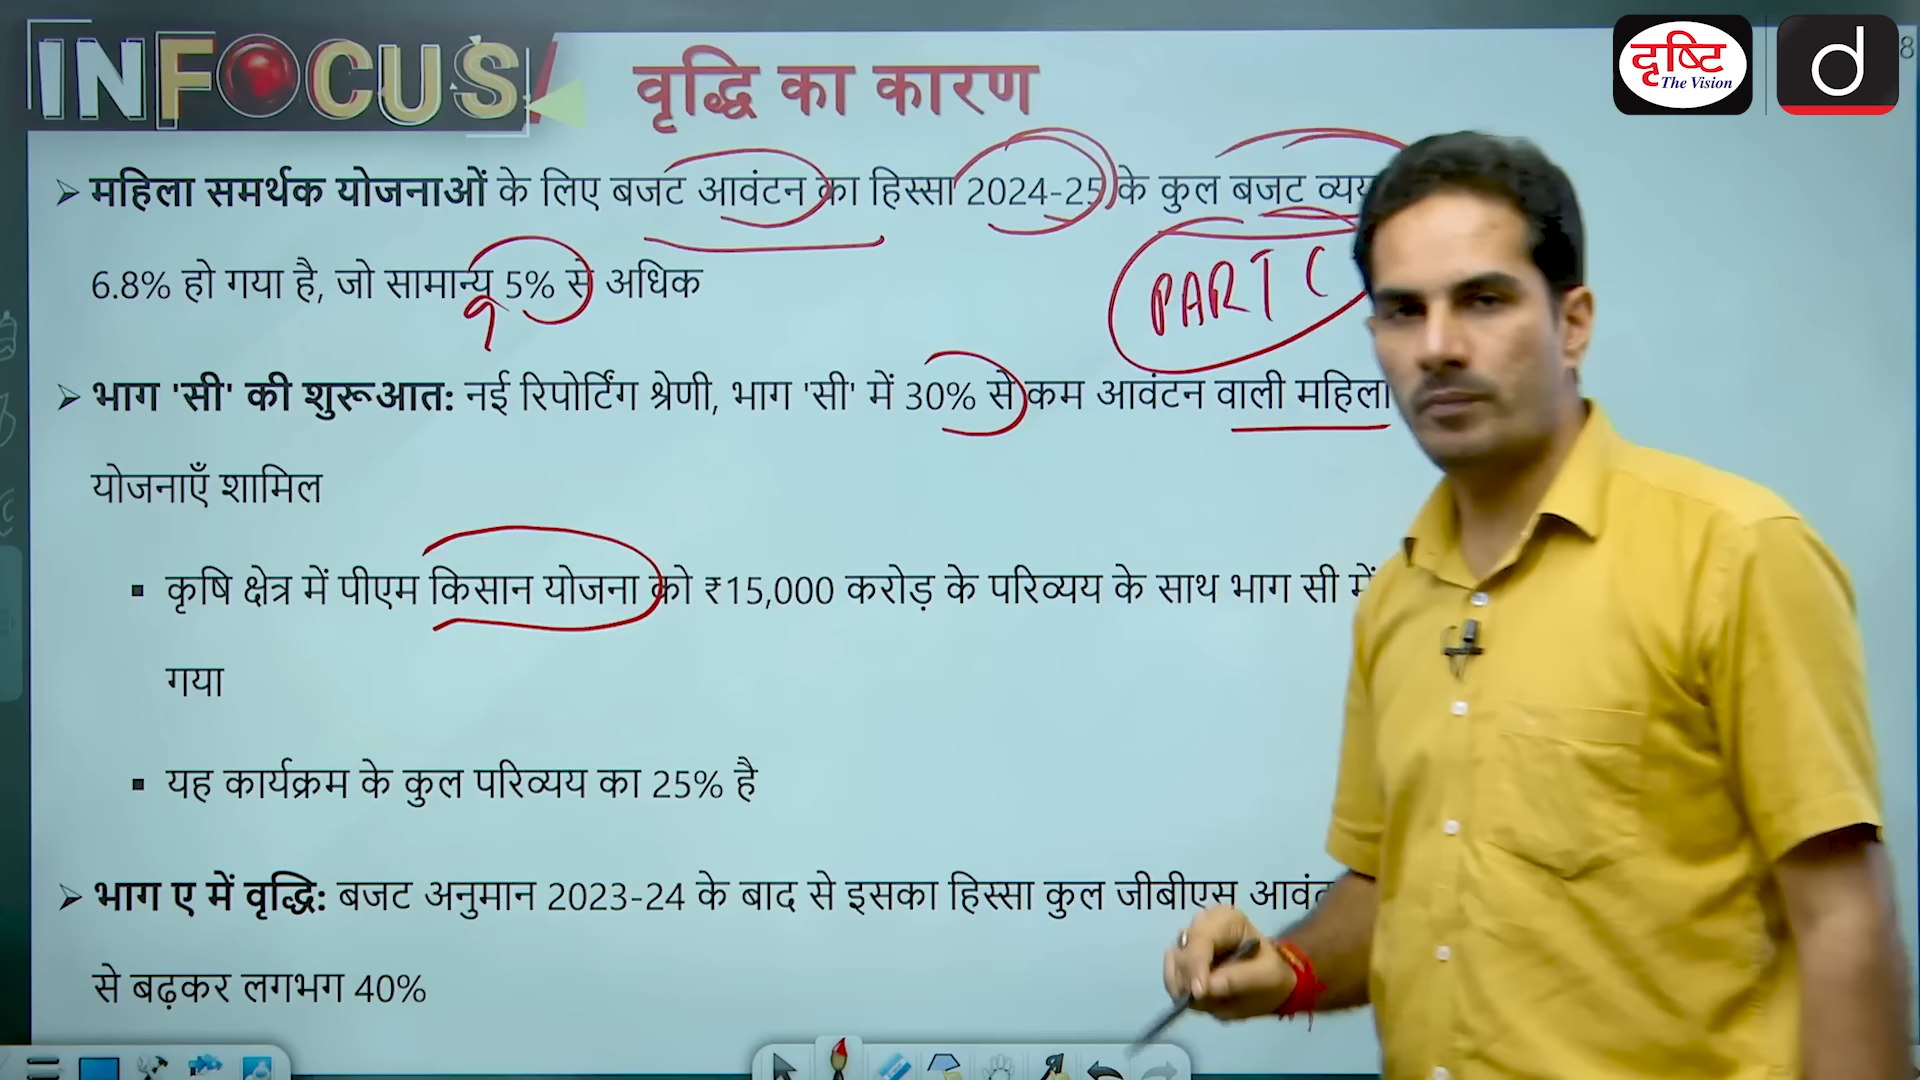 INFOCUS
वृद्धि का कारण
दृष्टि
The Vision
d
8
➢ महिला समर्थक योजनाओं के लिए बजट आवंटन का हिस्सा 2024-25 के कुल बजट व्यय
6.8% हो गया है, जो सामान्य 5% से अधिक
PART C
➢ भाग 'सी' की शुरूआत: नई रिपोर्टिंग श्रेणी, भाग 'सी' में 30% से कम आवंटन वाली महिला
योजनाएँ शामिल
▪ कृषि क्षेत्र में पीएम किसान योजना को ₹15,000 करोड़ के परिव्यय के साथ भाग सी में
गया
▪ यह कार्यक्रम के कुल परिव्यय का 25% है
➢ भाग ए में वृद्धि: बजट अनुमान 2023-24 के बाद से इसका हिस्सा कुल जीबीएस
से बढ़कर लगभग 40%